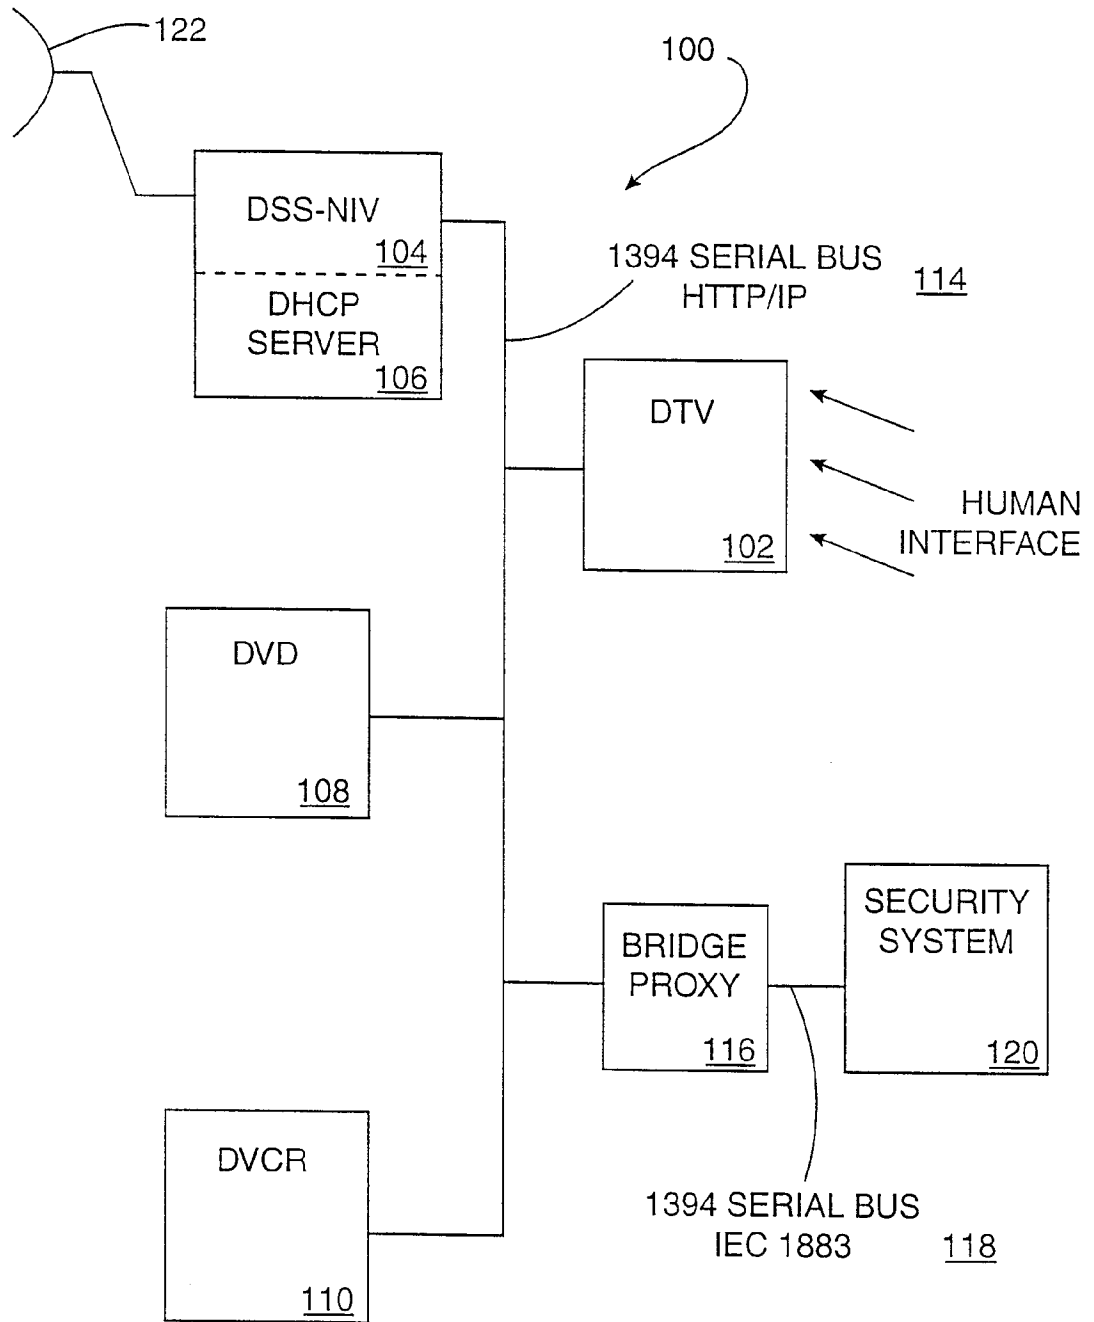 122
100
DSS-NIV
104
DHCP
SERVER
106
1394 SERIAL BUS
HTTP/IP
114
DTV
102
HUMAN
INTERFACE
DVD
108
BRIDGE
PROXY
116
SECURITY
SYSTEM
120
DVCR
110
1394 SERIAL BUS
IEC 1883
118